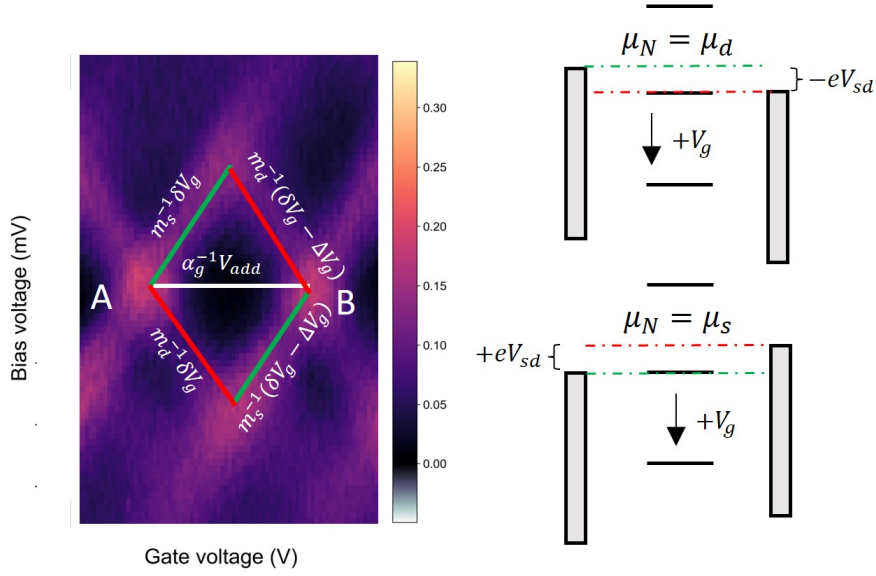 Bias voltage (mV)
Gate voltage (V)
A
B
m_s^{-1}δV_g
m_d^{-1}(δV_g − ΔV_g)
α_g^{-1}V_{add}
m_d^{-1}δV_g
m_s^{-1}(δV_g − ΔV_g)
0.30
0.25
0.20
0.15
0.10
0.05
0.00
μ_N = μ_d
−eV_{sd}
+V_g
μ_N = μ_s
+eV_{sd}
+V_g